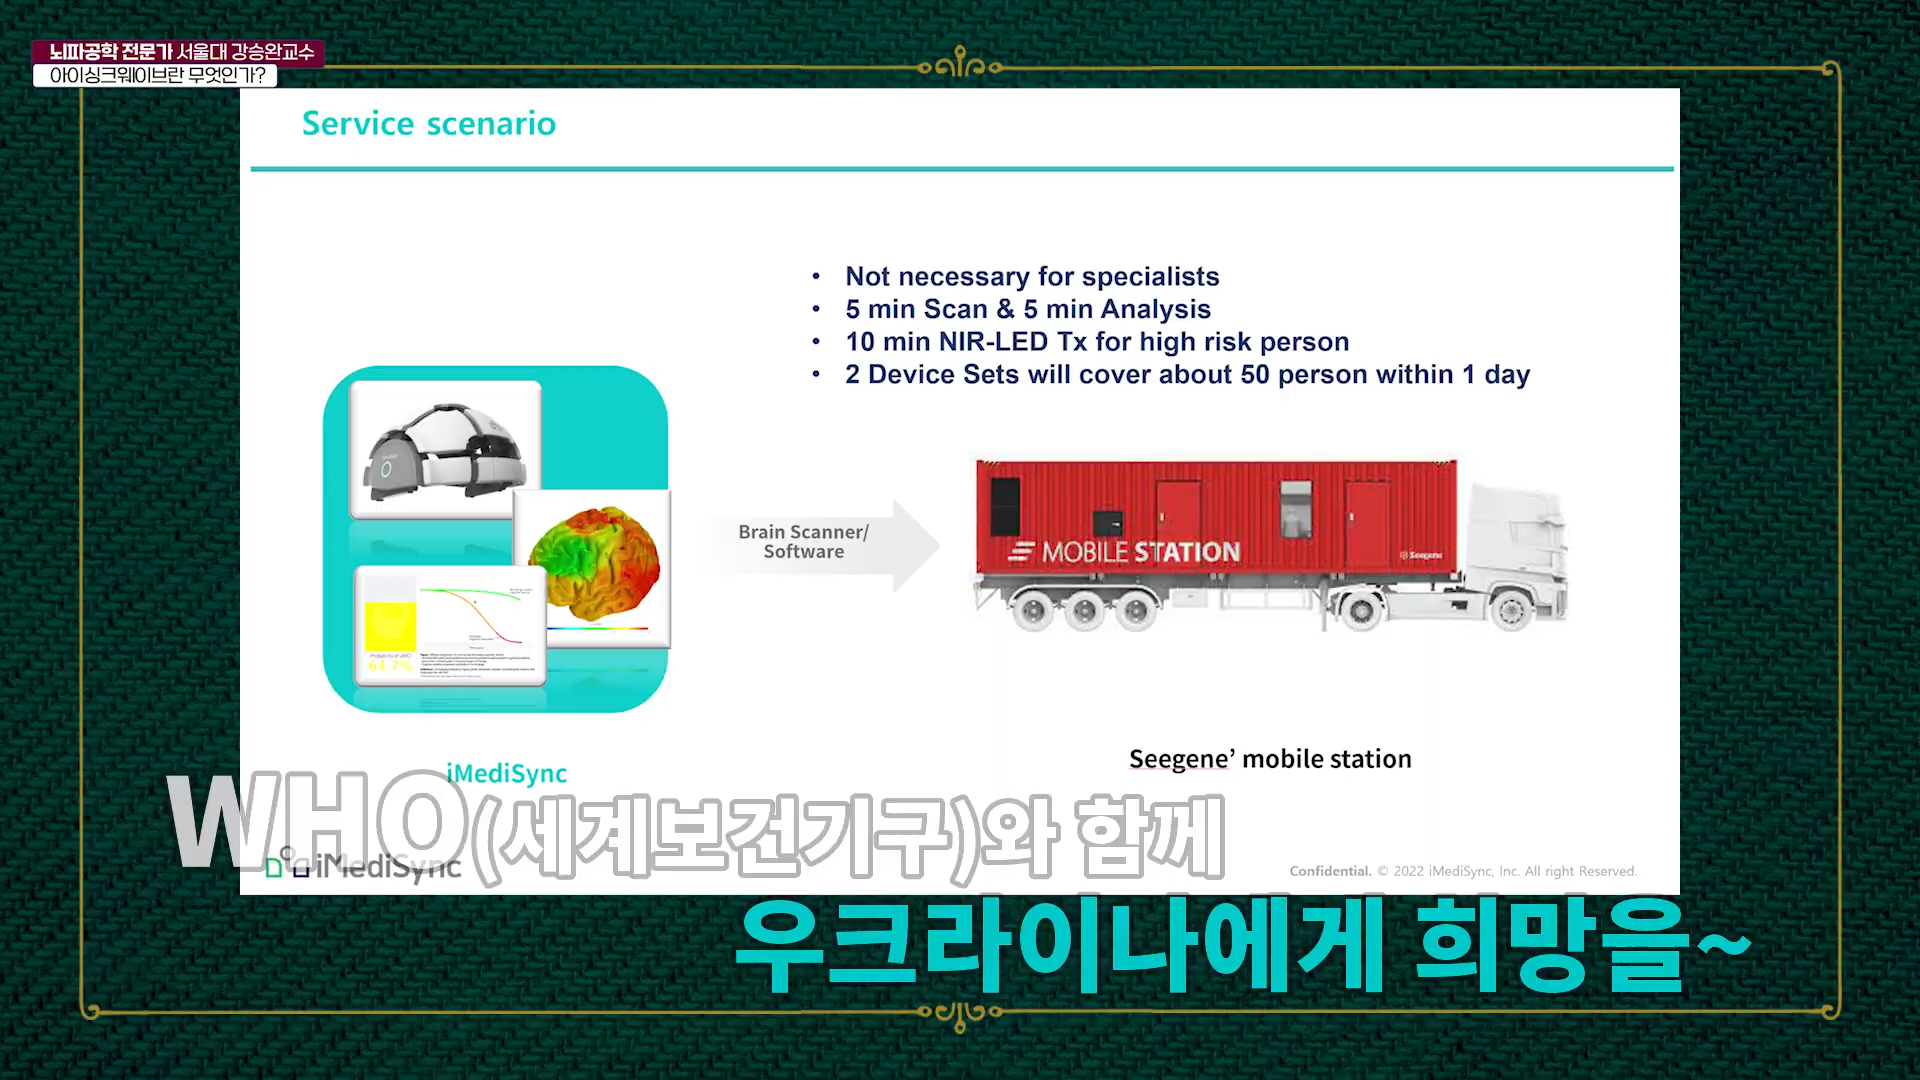 뇌파공학 전문가 서울대 강승완교수
아이싱크웨이브란 무엇인가?
Service scenario
• Not necessary for specialists
• 5 min Scan & 5 min Analysis
• 10 min NIR-LED Tx for high risk person
• 2 Device Sets will cover about 50 person within 1 day
Probability of aMCI
64.7%
Brain Scanner/
Software
MOBILE STATION
Seegene
iMediSync
Seegene’ mobile station
WHO(세계보건기구)와 함께
iMediSync
Confidential. © 2022 iMediSync, Inc. All right Reserved.
우크라이나에게 희망을~